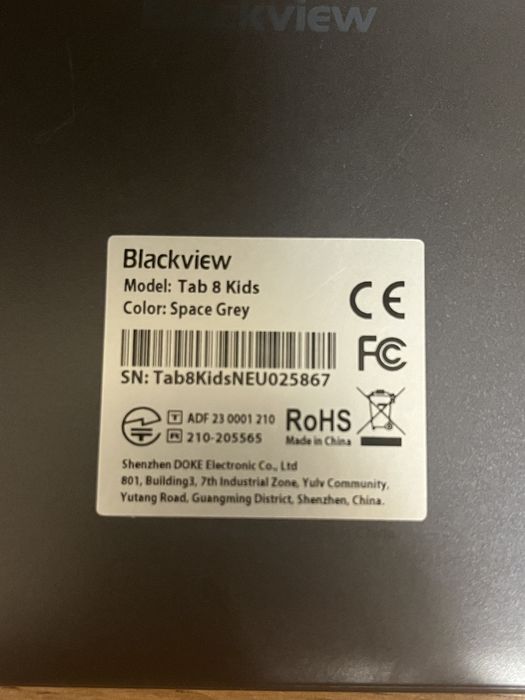 Blackview
Blackview
Model: Tab 8 Kids
Color: Space Grey
CE
FC
SN: Tab8KidsNEU025867
T ADF 23 0001 210
R 210-205565
RoHS
Made in China
Shenzhen DOKE Electronic Co., Ltd
801, Building3, 7th Industrial Zone, Yulv Community,
Yutang Road, Guangming District, Shenzhen, China.